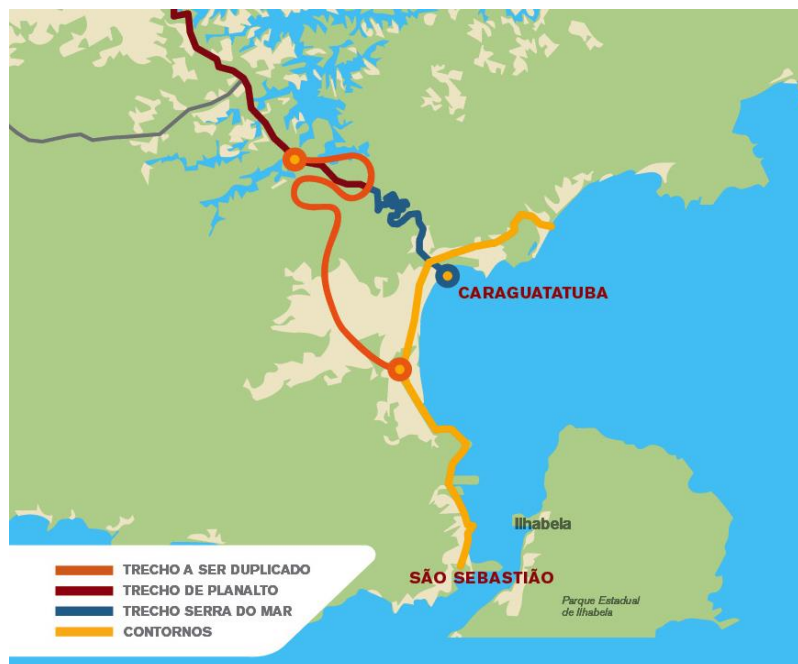 CARAGUATATUBA
Ilhabela
SÃO SEBASTIÃO
Parque Estadual
de Ilhabela
TRECHO A SER DUPLICADO
TRECHO DE PLANALTO
TRECHO SERRA DO MAR
CONTORNOS